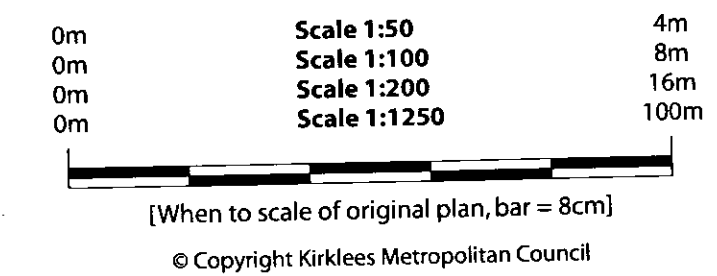 0m Scale 1:50 4m
0m Scale 1:100 8m
0m Scale 1:200 16m
0m Scale 1:1250 100m
[When to scale of original plan, bar = 8cm]
© Copyright Kirklees Metropolitan Council